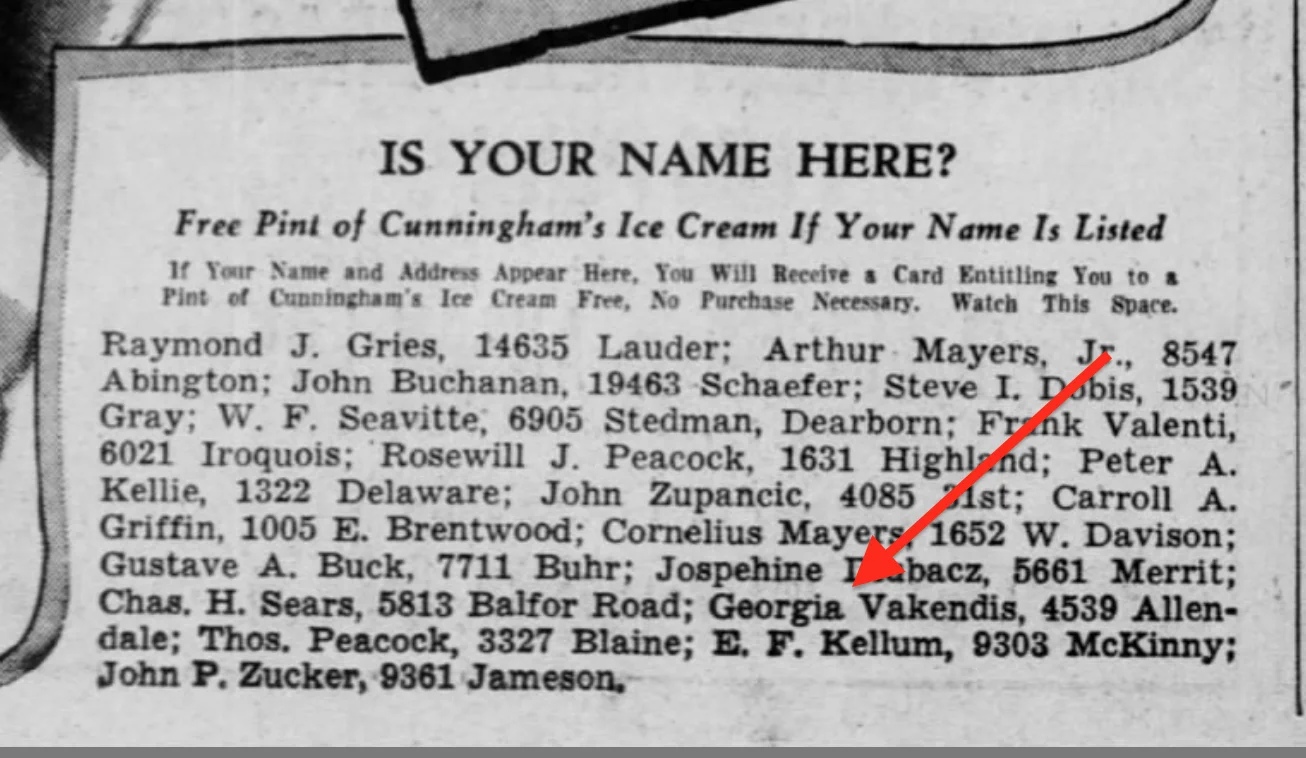 IS YOUR NAME HERE?
Free Pint of Cunningham's Ice Cream If Your Name Is Listed
If Your Name and Address Appear Here, You Will Receive a Card Entitling You to a
Pint of Cunningham's Ice Cream Free, No Purchase Necessary. Watch This Space.
Raymond J. Gries, 14635 Lauder; Arthur Mayers, Jr., 8547
Abington; John Buchanan, 19463 Schaefer; Steve I. Dobis, 1539
Gray; W. F. Seavitte, 6905 Stedman, Dearborn; Frank Valenti,
6021 Iroquois; Rosewill J. Peacock, 1631 Highland; Peter A.
Kellie, 1322 Delaware; John Zupancic, 4085 31st; Carroll A.
Griffin, 1005 E. Brentwood; Cornelius Mayers, 1652 W. Davison;
Gustave A. Buck, 7711 Buhr; Jospehine 5661 Merrit;
Chas. H. Sears, 5813 Balfor Road; Georgia Vakendis, 4539 Allen-
dale; Thos. Peacock, 3327 Blaine; E. F. Kellum, 9303 McKinny;
John P. Zucker, 9361 Jameson.